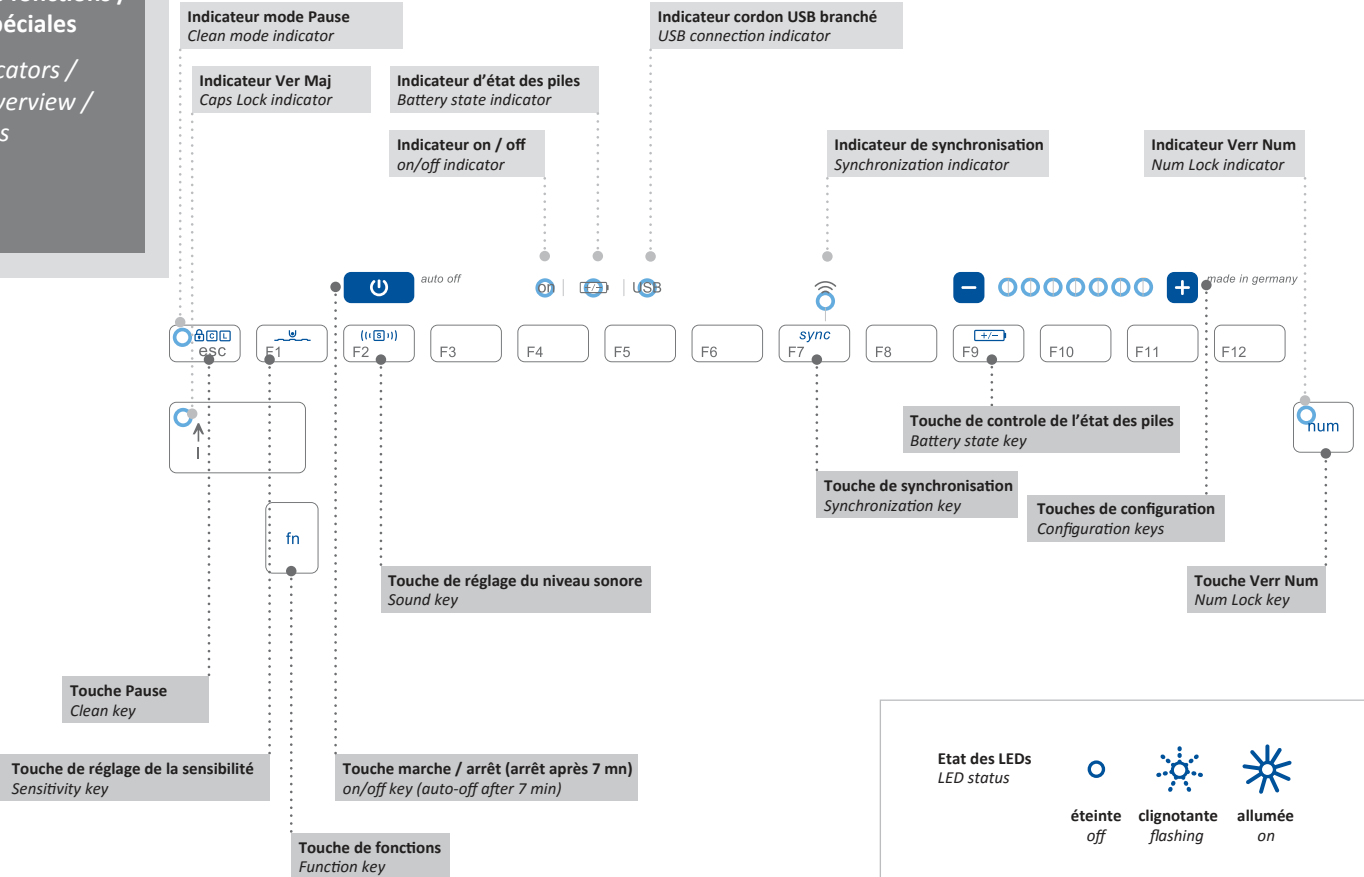 fonctions /
péciales
cators /
verview /
s
Indicateur mode Pause
Clean mode indicator
Indicateur cordon USB branché
USB connection indicator
Indicateur Ver Maj
Caps Lock indicator
Indicateur d'état des piles
Battery state indicator
Indicateur on / off
on/off indicator
Indicateur de synchronisation
Synchronization indicator
Indicateur Verr Num
Num Lock indicator
auto off
on
+/−
USB
−
+
made in germany
C L
esc
F1
S
F2
F3
F4
F5
F6
sync
F7
F8
+/−
F9
F10
F11
F12
num
fn
Touche de controle de l'état des piles
Battery state key
Touche de synchronisation
Synchronization key
Touches de configuration
Configuration keys
Touche de réglage du niveau sonore
Sound key
Touche Verr Num
Num Lock key
Touche Pause
Clean key
Touche de réglage de la sensibilité
Sensitivity key
Touche marche / arrêt (arrêt après 7 mn)
on/off key (auto-off after 7 min)
Touche de fonctions
Function key
Etat des LEDs
LED status
éteinte
off
clignotante
flashing
allumée
on